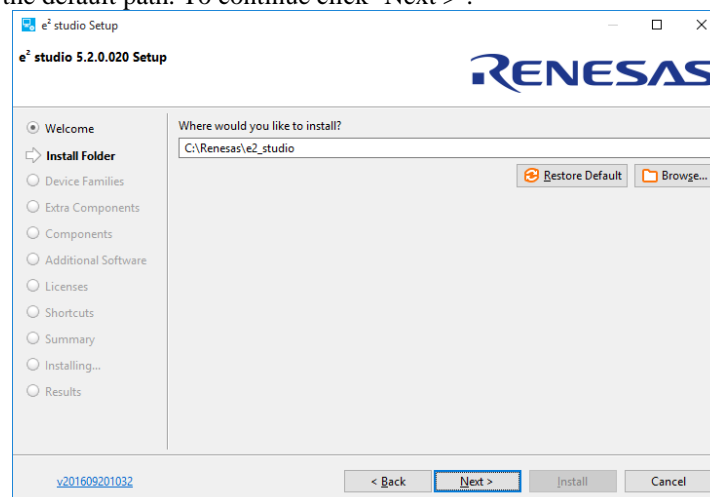 the default path. To continue click "Next >".
e² studio Setup
e² studio 5.2.0.020 Setup
RENESAS
Welcome
Where would you like to install?
Install Folder
C:\Renesas\e2_studio
Device Families
Restore Default
Browse...
Extra Components
Components
Additional Software
Licenses
Shortcuts
Summary
Installing...
Results
v201609201032
< Back
Next >
Install
Cancel